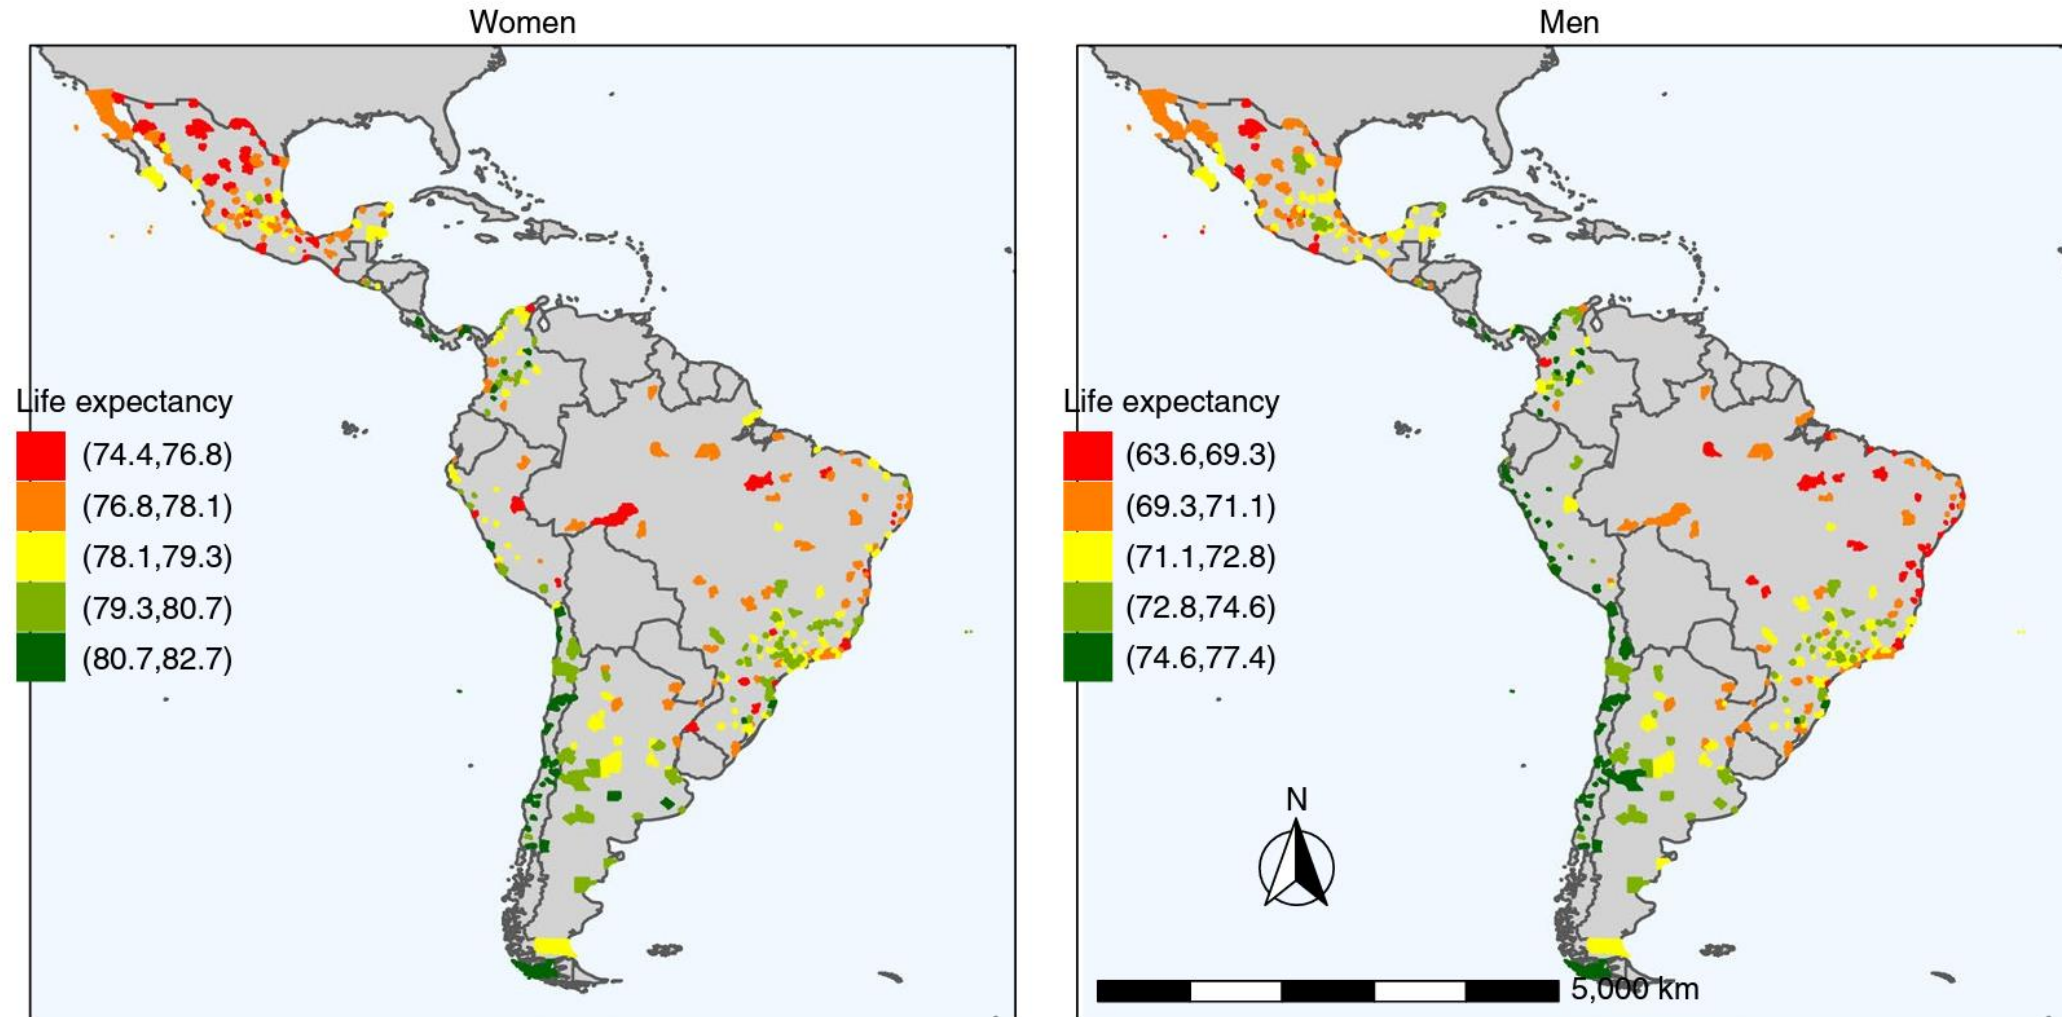 Women
Life expectancy
(74.4,76.8)
(76.8,78.1)
(78.1,79.3)
(79.3,80.7)
(80.7,82.7)
Men
Life expectancy
(63.6,69.3)
(69.3,71.1)
(71.1,72.8)
(72.8,74.6)
(74.6,77.4)
N
5,000 km